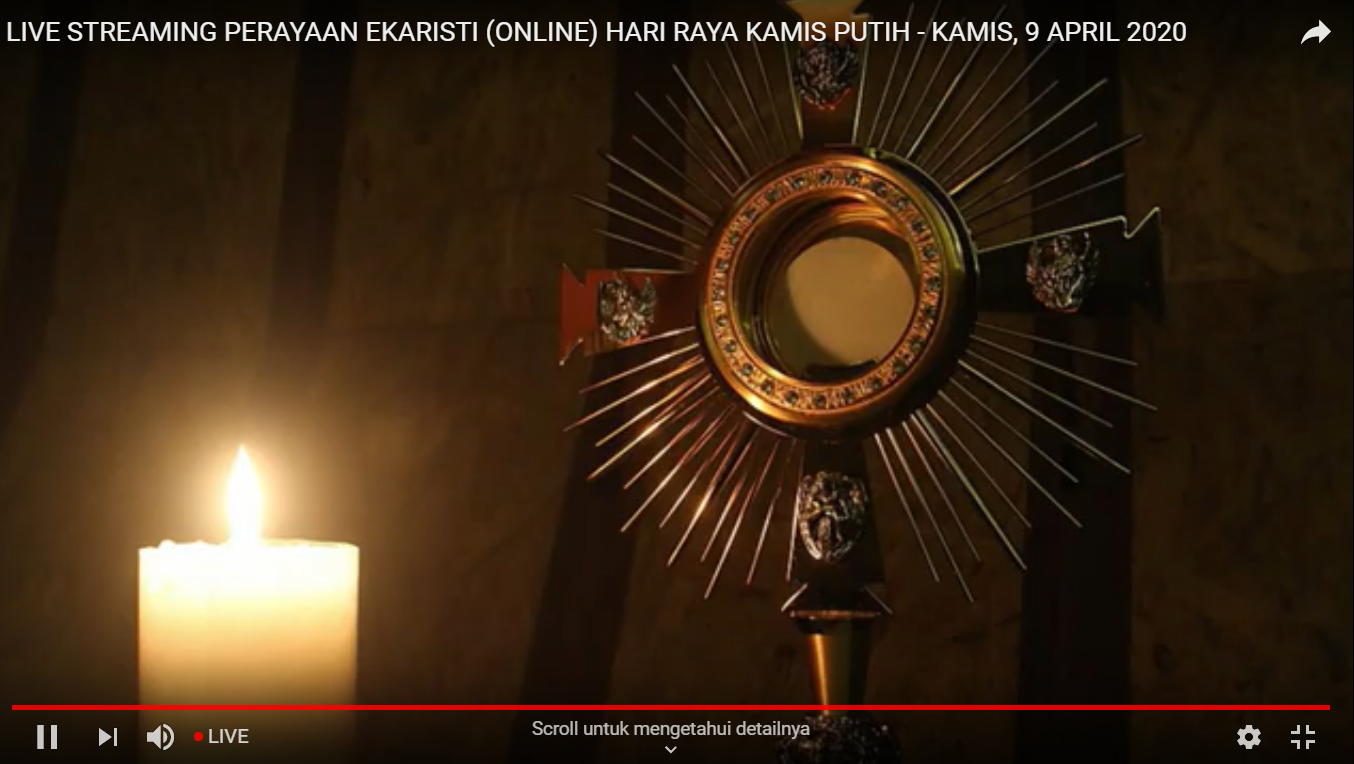 LIVE STREAMING PERAYAAN EKARISTI (ONLINE) HARI RAYA KAMIS PUTIH - KAMIS, 9 APRIL 2020
LIVE
Scroll untuk mengetahui detailnya